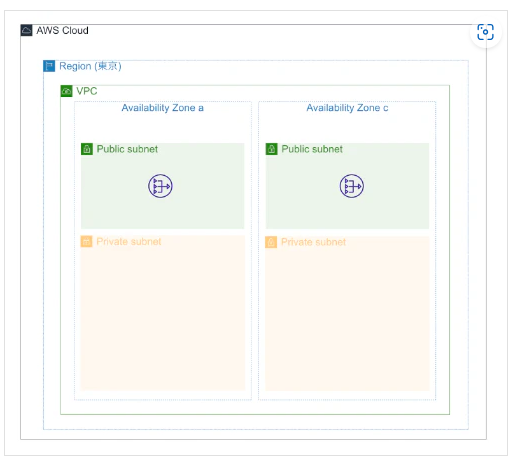 AWS Cloud
Region (東京)
VPC
Availability Zone a
Availability Zone c
Public subnet
Public subnet
Private subnet
Private subnet